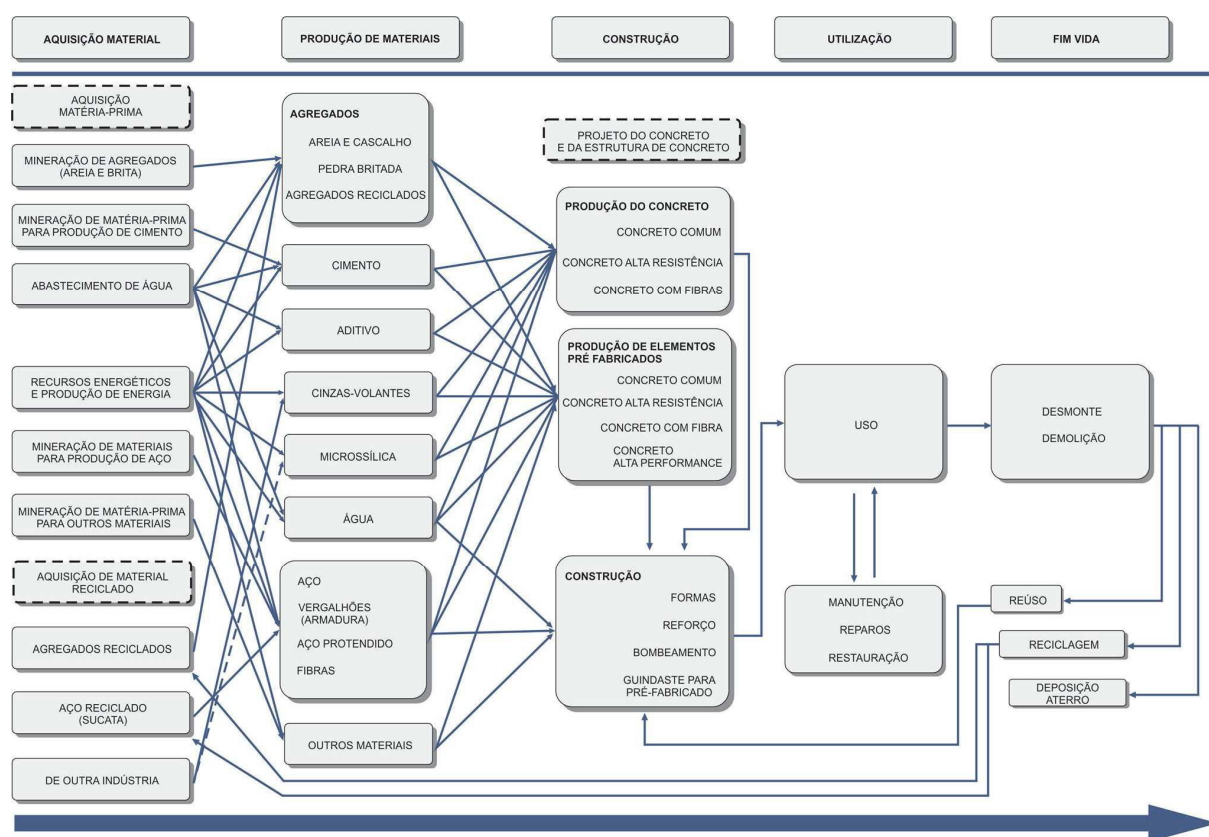 AQUISIÇÃO MATERIAL
PRODUÇÃO DE MATERIAIS
CONSTRUÇÃO
UTILIZAÇÃO
FIM VIDA
AQUISIÇÃO
MATÉRIA-PRIMA
MINERAÇÃO DE AGREGADOS
(AREIA E BRITA)
MINERAÇÃO DE MATÉRIA-PRIMA
PARA PRODUÇÃO DE CIMENTO
ABASTECIMENTO DE ÁGUA
RECURSOS ENERGÉTICOS
E PRODUÇÃO DE ENERGIA
MINERAÇÃO DE MATERIAIS
PARA PRODUÇÃO DE AÇO
MINERAÇÃO DE MATÉRIA-PRIMA
PARA OUTROS MATERIAIS
AQUISIÇÃO DE MATERIAL
RECICLADO
AGREGADOS RECICLADOS
AÇO RECICLADO
(SUCATA)
DE OUTRA INDÚSTRIA
AGREGADOS
AREIA E CASCALHO
PEDRA BRITADA
AGREGADOS RECICLADOS
CIMENTO
ADITIVO
CINZAS-VOLANTES
MICROSSÍLICA
ÁGUA
AÇO
VERGALHÕES
(ARMADURA)
AÇO PROTENDIDO
FIBRAS
OUTROS MATERIAIS
PROJETO DO CONCRETO
E DA ESTRUTURA DE CONCRETO
PRODUÇÃO DO CONCRETO
CONCRETO COMUM
CONCRETO ALTA RESISTÊNCIA
CONCRETO COM FIBRAS
PRODUÇÃO DE ELEMENTOS
PRÉ FABRICADOS
CONCRETO COMUM
CONCRETO ALTA RESISTÊNCIA
CONCRETO COM FIBRA
CONCRETO
ALTA PERFORMANCE
CONSTRUÇÃO
FORMAS
REFORÇO
BOMBEAMENTO
GUINDASTE PARA
PRÉ-FABRICADO
USO
MANUTENÇÃO
REPAROS
RESTAURAÇÃO
DESMONTE
DEMOLIÇÃO
REÚSO
RECICLAGEM
DEPOSIÇÃO
ATERRO